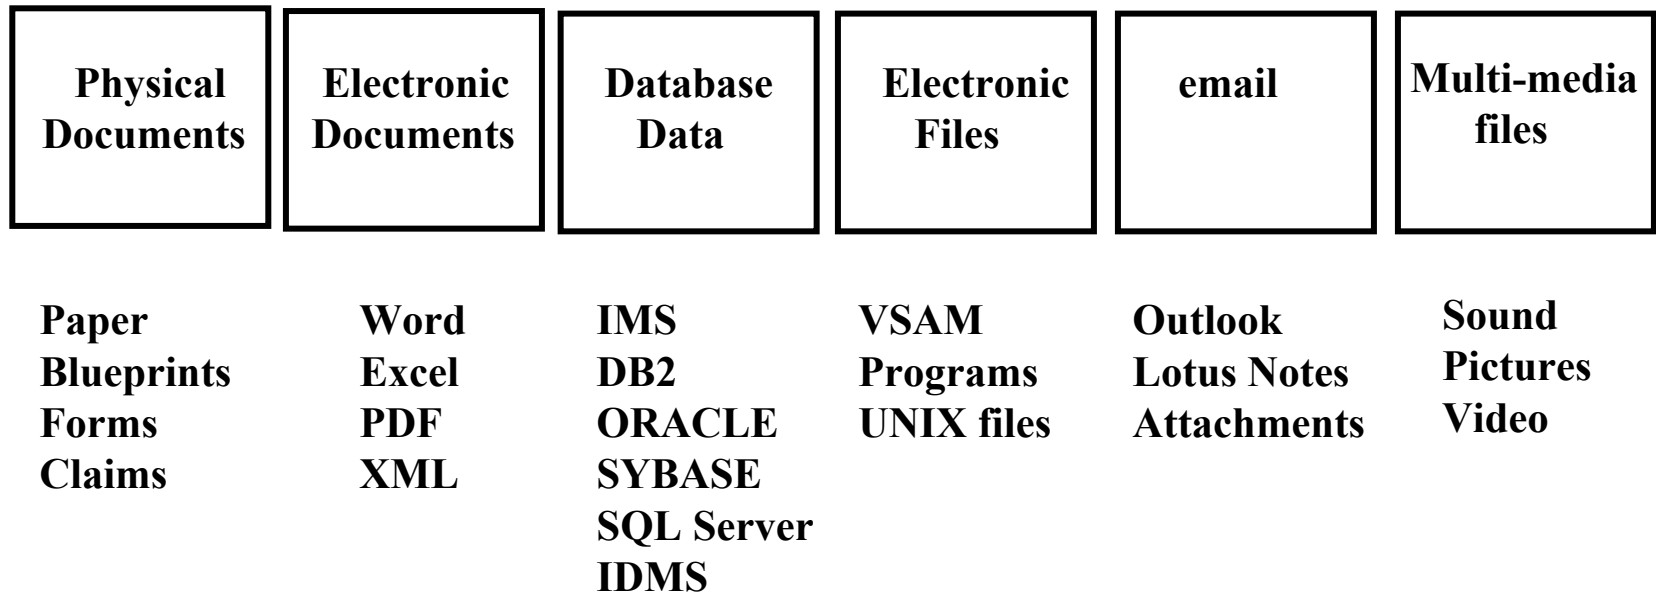 Physical
Documents
Electronic
Documents
Database
Data
Electronic
Files
email
Multi-media
files
Paper
Blueprints
Forms
Claims
Word
Excel
PDF
XML
IMS
DB2
ORACLE
SYBASE
SQL Server
IDMS
VSAM
Programs
UNIX files
Outlook
Lotus Notes
Attachments
Sound
Pictures
Video